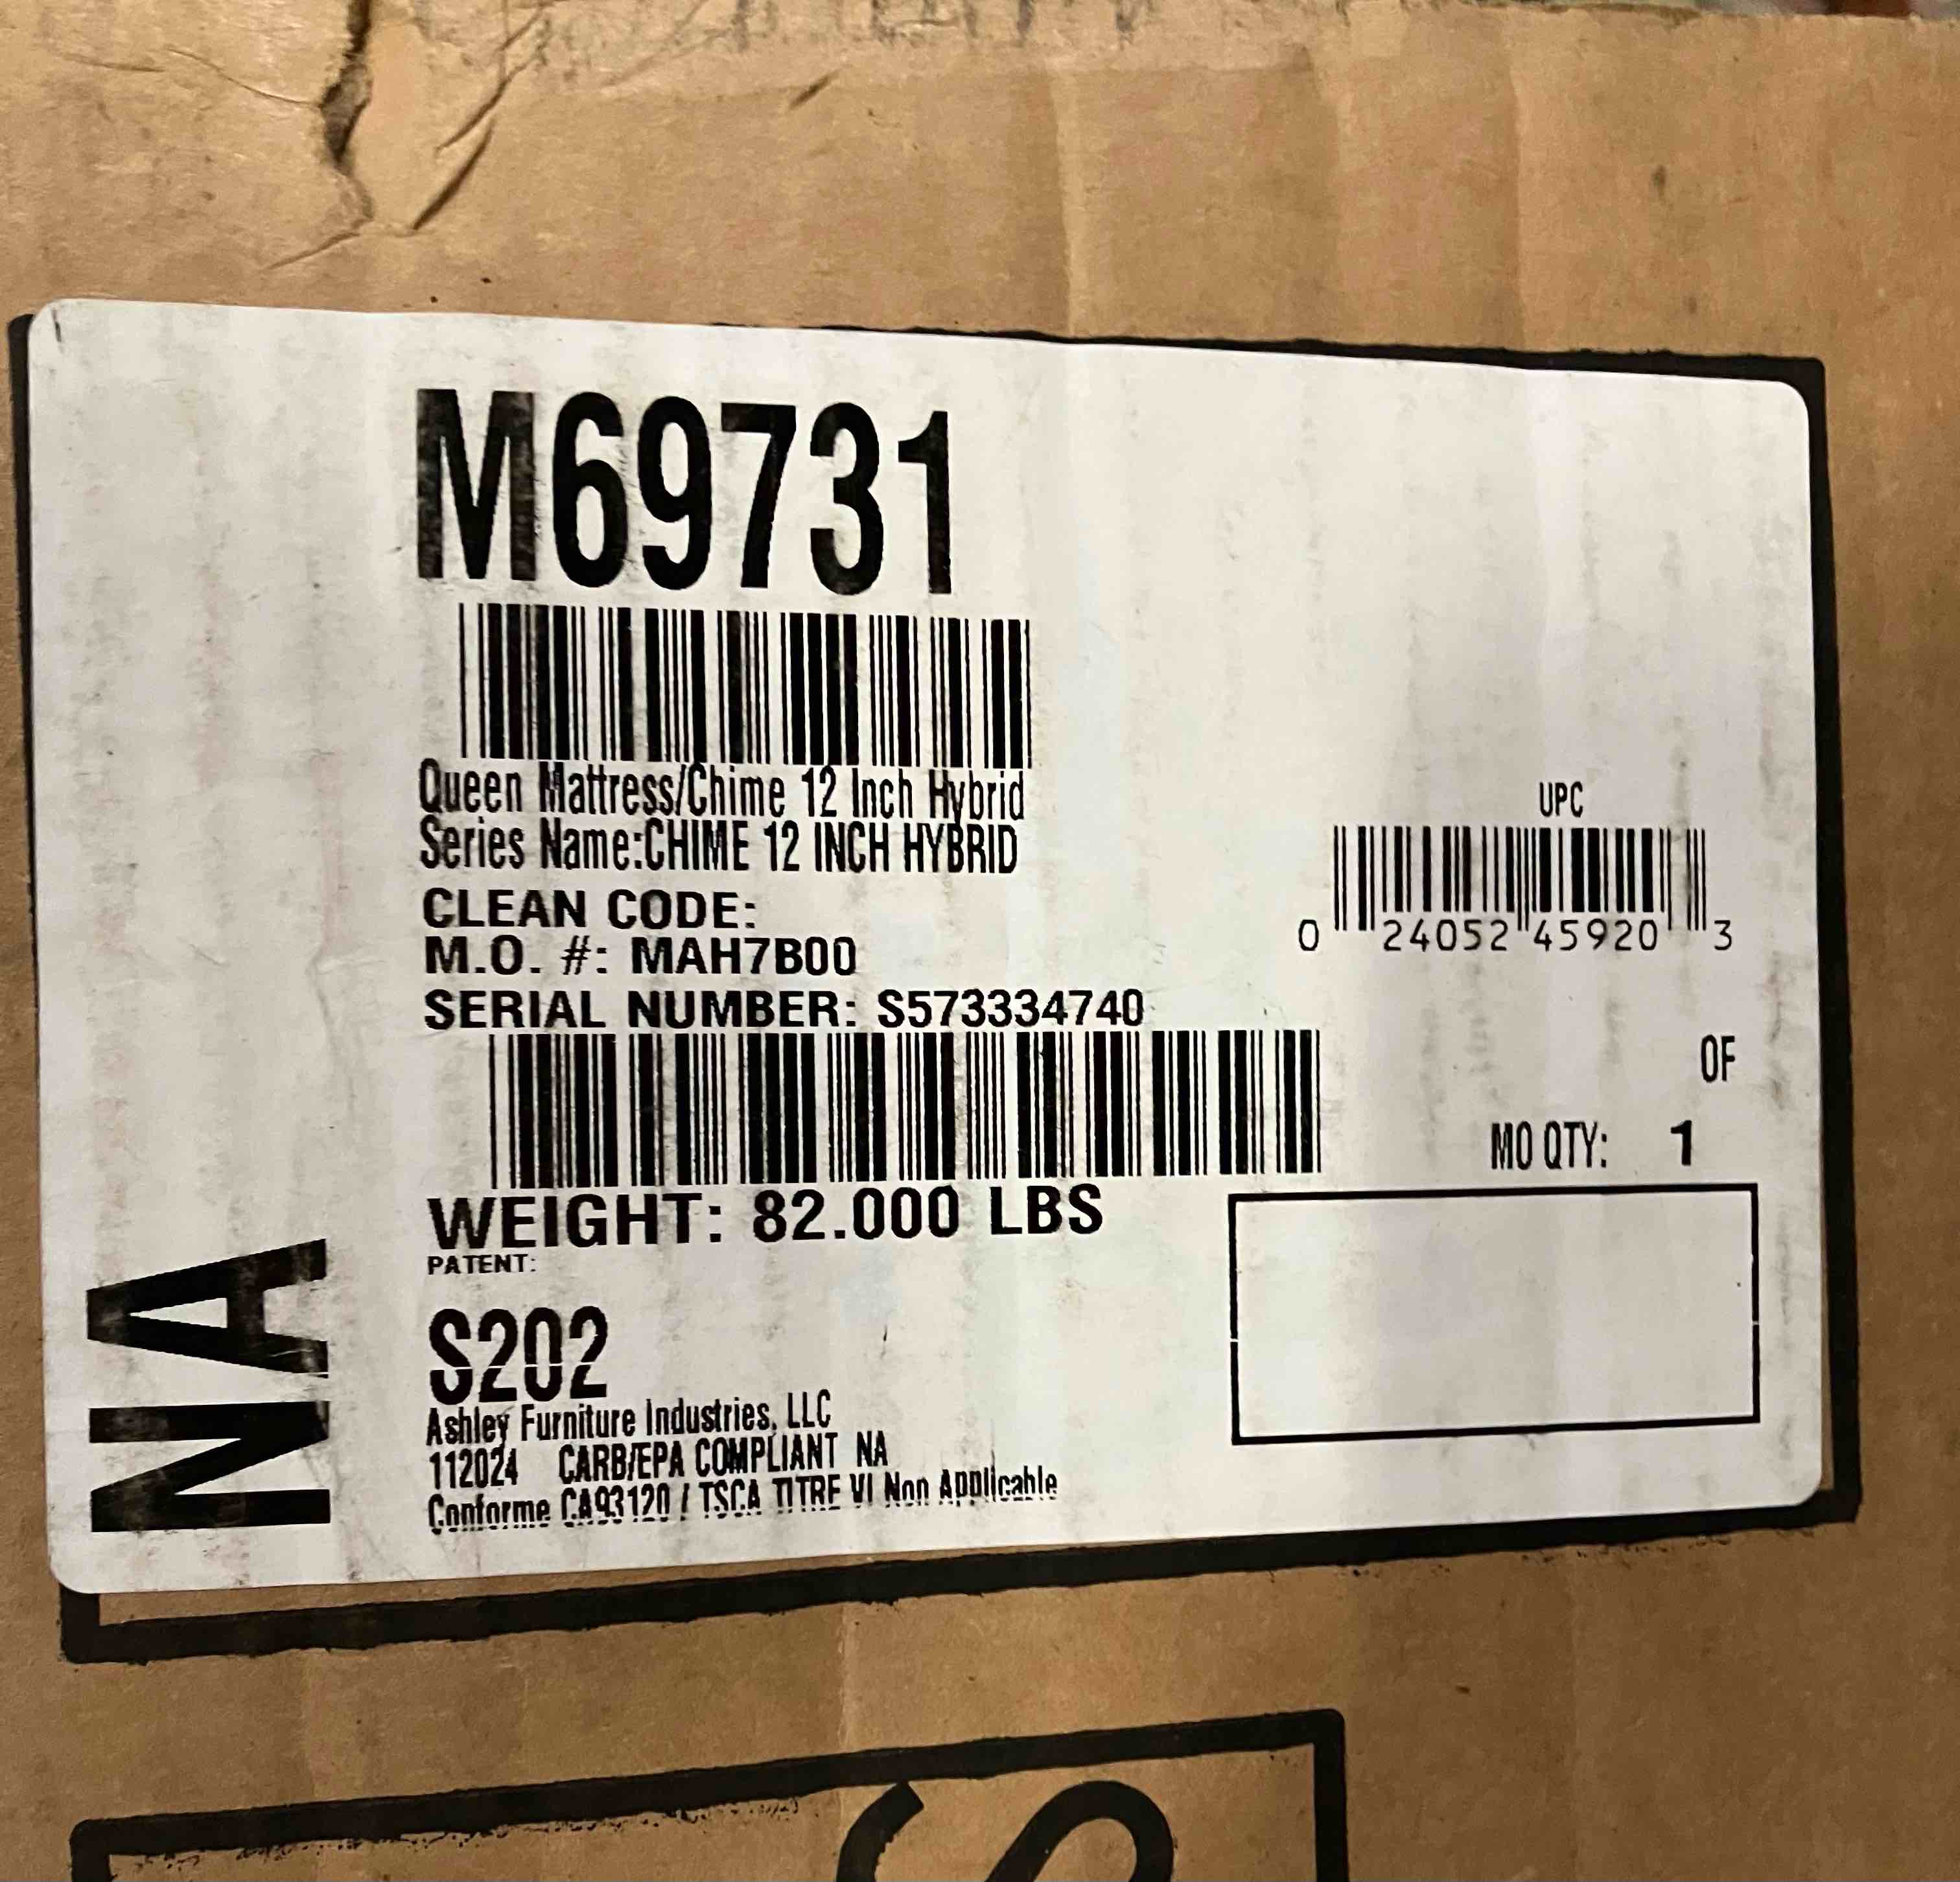 M69731
Queen Mattress/Chime 12 Inch Hybrid
Series Name:CHIME 12 INCH HYBRID
CLEAN CODE:
M.O. #: MAH7B00
SERIAL NUMBER: S573334740
UPC
0 24052 45920 3
OF
MO QTY: 1
WEIGHT: 82.000 LBS
PATENT:
S202
Ashley Furniture Industries, LLC
112024 CARB/EPA COMPLIANT NA
Conforme CA93120 / TSCA TITRE VI Non Applicable
NA